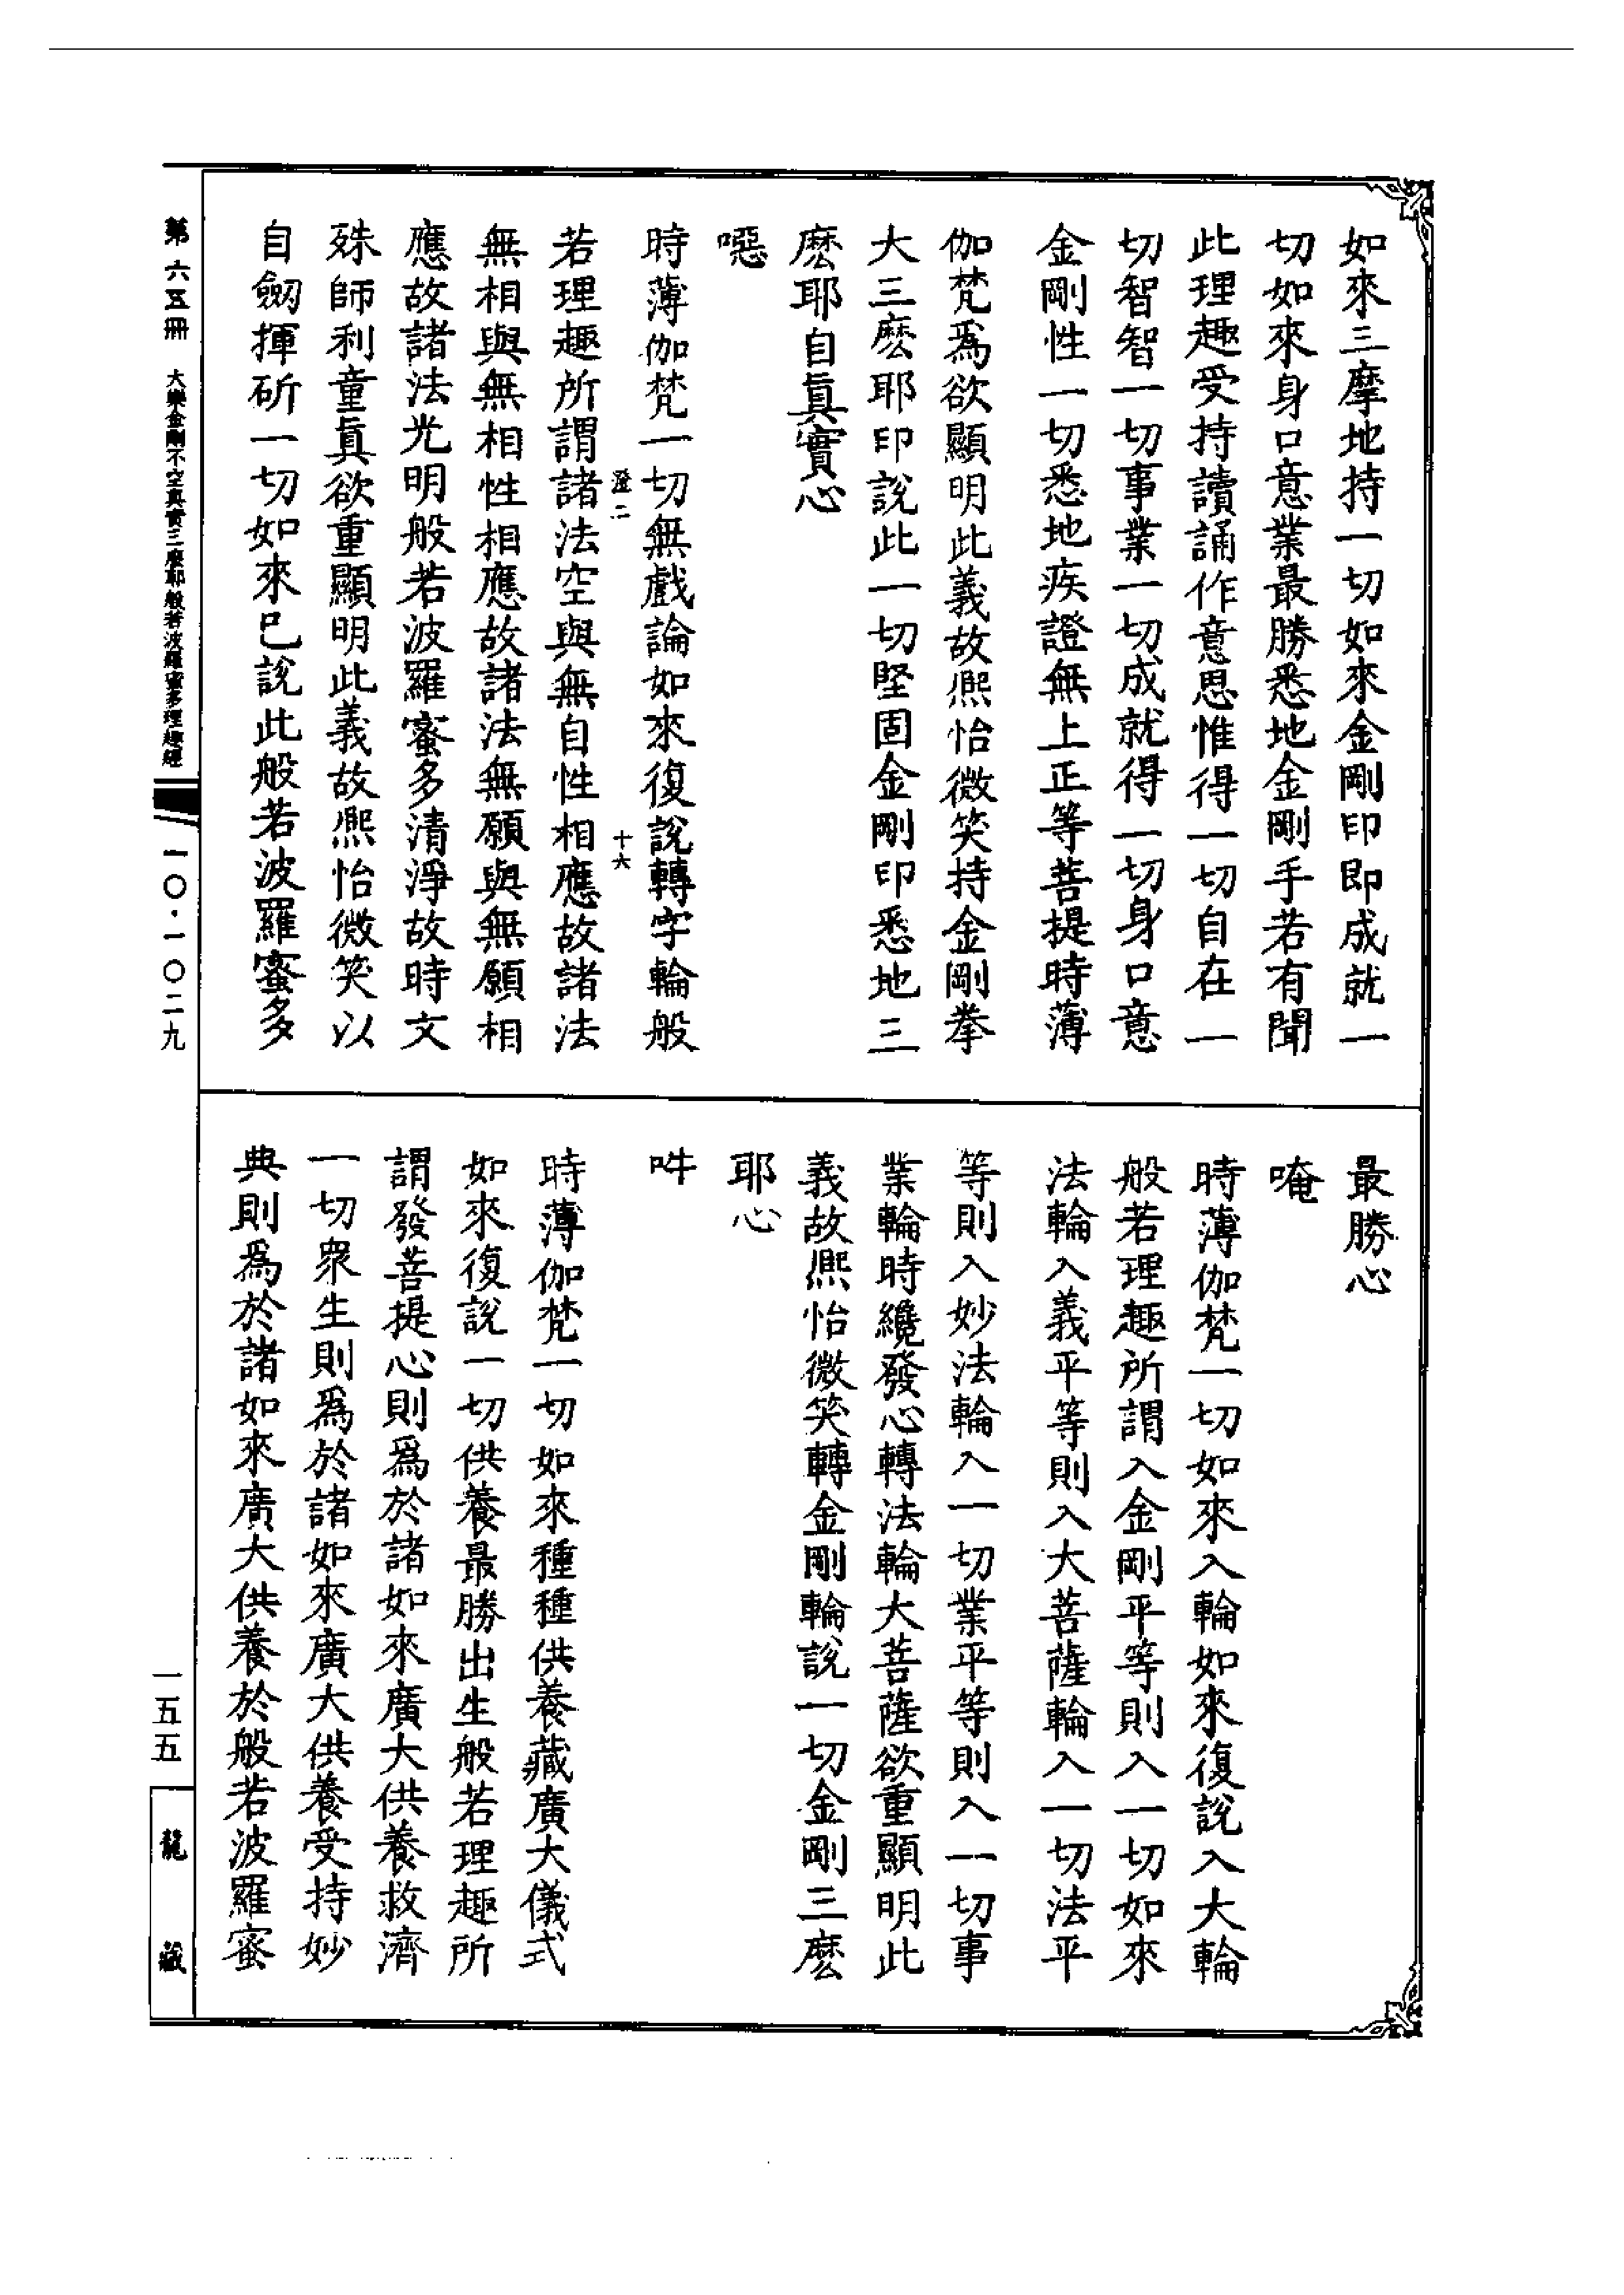 如來三摩地持一切如來金剛印即成就一
切如來身口意業最勝悉地金剛手若有聞
此理趣受持讀誦作意思惟得一切自在一
切智智一切事業一切成就得一切身口意
金剛性一切悉地疾證無上正等菩提時薄
伽梵爲欲顯明此義故熈怡微笑持金剛拳
大三麽耶印說此一切堅固金剛印悉地三
麽耶自眞實心
噁
時薄伽梵一切無戲論如來復說轉字輪般
澄二 十六
若理趣所謂諸法空與無自性相應故諸法
無相與無相性相應故諸法無願與無願相
應故諸法光明般若波羅蜜多清淨故時文
殊師利童眞欲重顯明此義故熈怡微笑以
自劒揮斫一切如來已說此般若波羅蜜多
最勝心
唵
時薄伽梵一切如來入輪如來復說入大輪
般若理趣所謂入金剛平等則入一切如來
法輪入義平等則入大菩薩輪入一切法平
等則入妙法輪入一切業平等則入一切事
業輪時纔發心轉法輪大菩薩欲重顯明此
義故熈怡微笑轉金剛輪說一切金剛三麽
耶心
吽
時薄伽梵一切如來種種供養藏廣大儀式
如來復說一切供養最勝出生般若理趣所
謂發菩提心則爲於諸如來廣大供養救濟
一切衆生則爲於諸如來廣大供養受持妙
典則爲於諸如來廣大供養於般若波羅蜜
第六五冊 大樂金剛不空眞實三麽耶般若波羅蜜多理趣經
一〇·一〇二九
一五五
龍藏